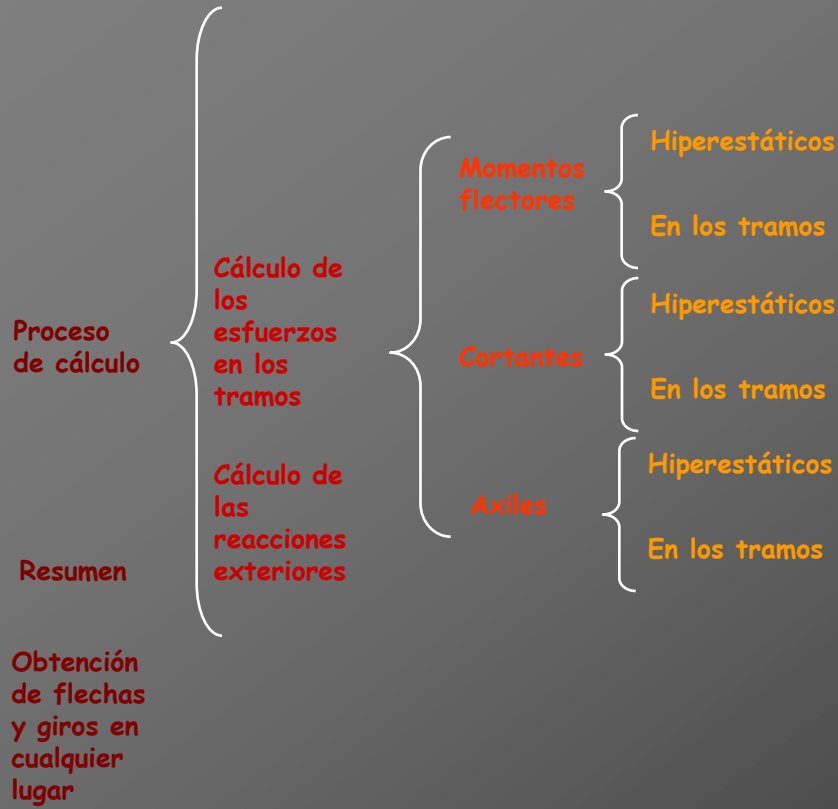 Proceso
de cálculo
Resumen
Obtención
de flechas
y giros en
cualquier
lugar
Cálculo de
los
esfuerzos
en los
tramos
Cálculo de
las
reacciones
exteriores
Momentos
flectores
Cortantes
Axiles
Hiperestáticos
En los tramos
Hiperestáticos
En los tramos
Hiperestáticos
En los tramos